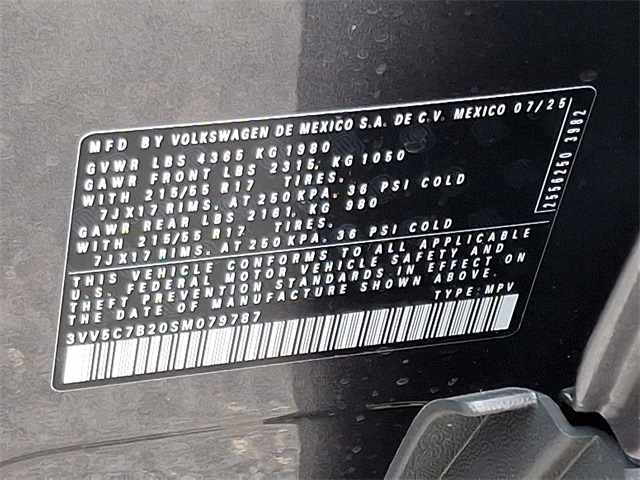 MFD BY VOLKSWAGEN DE MEXICO S.A. DE C.V. MEXICO 07/25
GVWR LBS 4365 KG 1980
GAWR FRONT LBS 2315. KG 1050
WITH 215/55 R17 TIRES.
7JX17 RIMS. AT 250 KPA. 36 PSI COLD
GAWR REAR LBS 2161. KG 980
WITH 215/55 R17 TIRES.
7JX17 RIMS. AT 250 KPA. 36 PSI COLD
THIS VEHICLE CONFORMS TO ALL APPLICABLE
U.S. FEDERAL MOTOR VEHICLE SAFETY AND
THEFT PREVENTION STANDARDS IN EFFECT ON
THE DATE OF MANUFACTURE SHOWN ABOVE.
3VV5C7B20SM079787 TYPE: MPV
2556250 3982